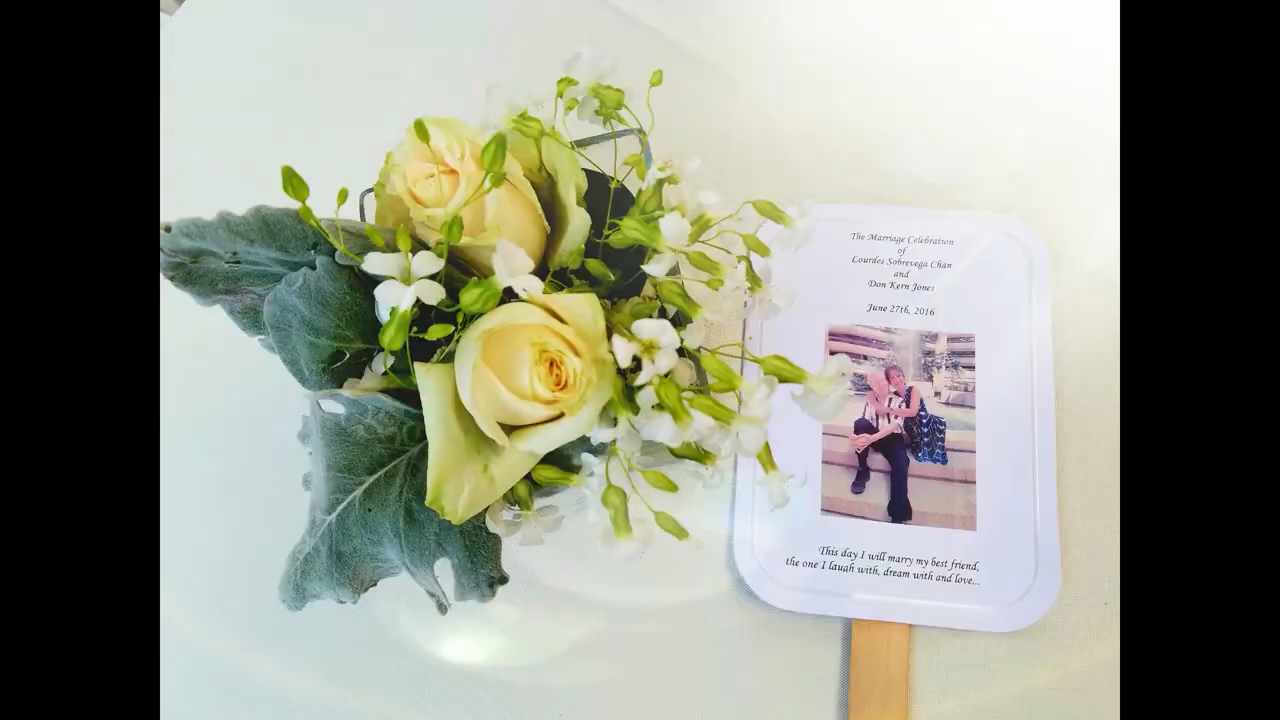 The Marriage Celebration
of
Lourdes Sobrevega Chan
and
Don Kern Jones
June 27th, 2016
This day I will marry my best friend,
the one I laugh with, dream with and love...